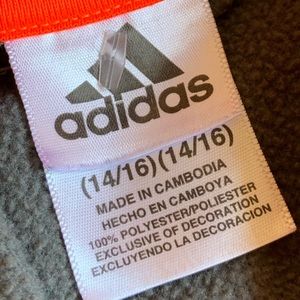 adidas
(14/16)(14/16)
MADE IN CAMBODIA
HECHO EN CAMBOYA
100% POLYESTER/POLIESTER
EXCLUSIVE OF DECORATION
EXCLUYENDO LA DECORACION